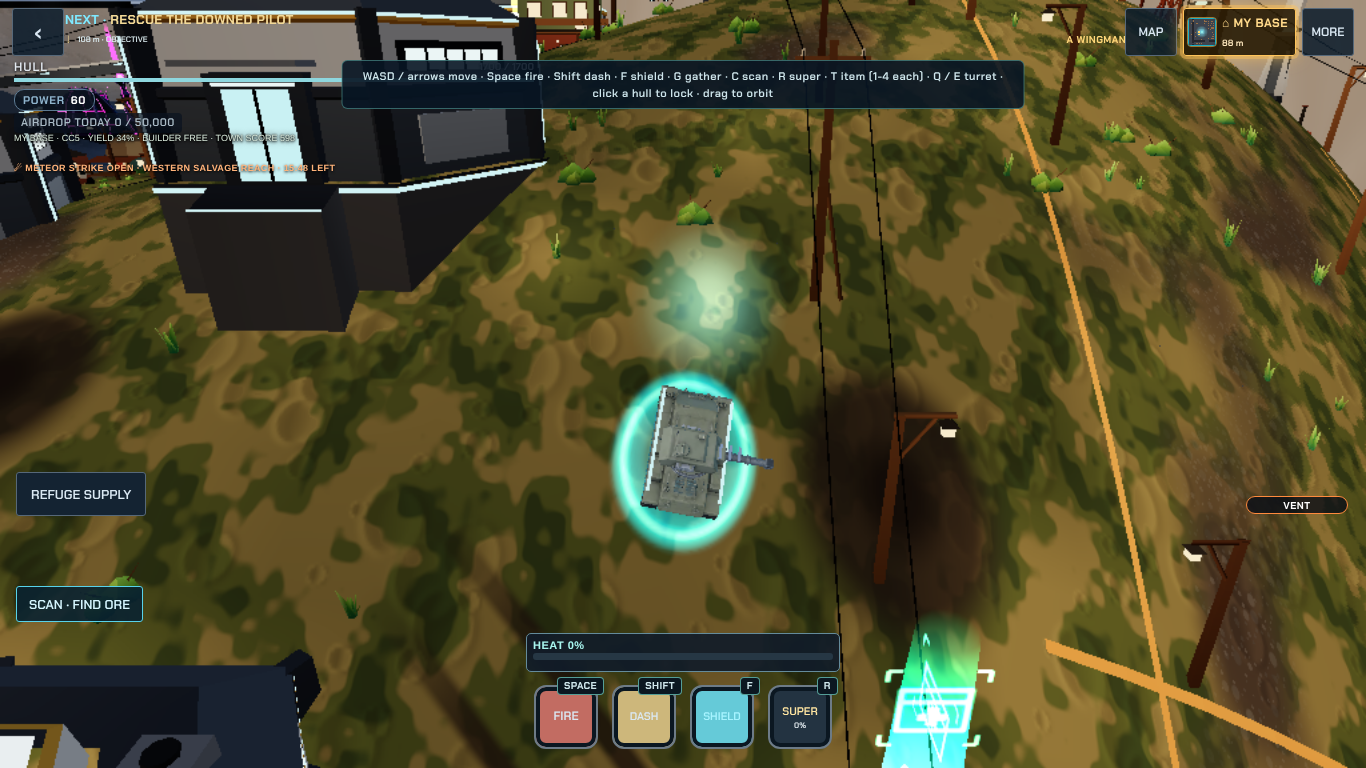 ‹
NEXT · RESCUE THE DOWNED PILOT
108 m · OBJECTIVE
HULL
POWER 60
AIRDROP TODAY 0 / 50,000
MY BASE · CC5 · YIELD 34% · BUILDER FREE · TOWN SCORE
METEOR STRIKE OPEN · WESTERN SALVAGE REACH · LEFT
WASD / arrows move · Space fire · Shift dash · F shield · G gather · C scan · R super · T item (1-4 each) · Q / E turret ·
click a hull to lock · drag to orbit
A WINGMAN
MAP
⌂ MY BASE
88 m
MORE
REFUGE SUPPLY
SCAN · FIND ORE
VENT
HEAT 0%
SPACE
FIRE
SHIFT
DASH
F
SHIELD
R
SUPER
0%